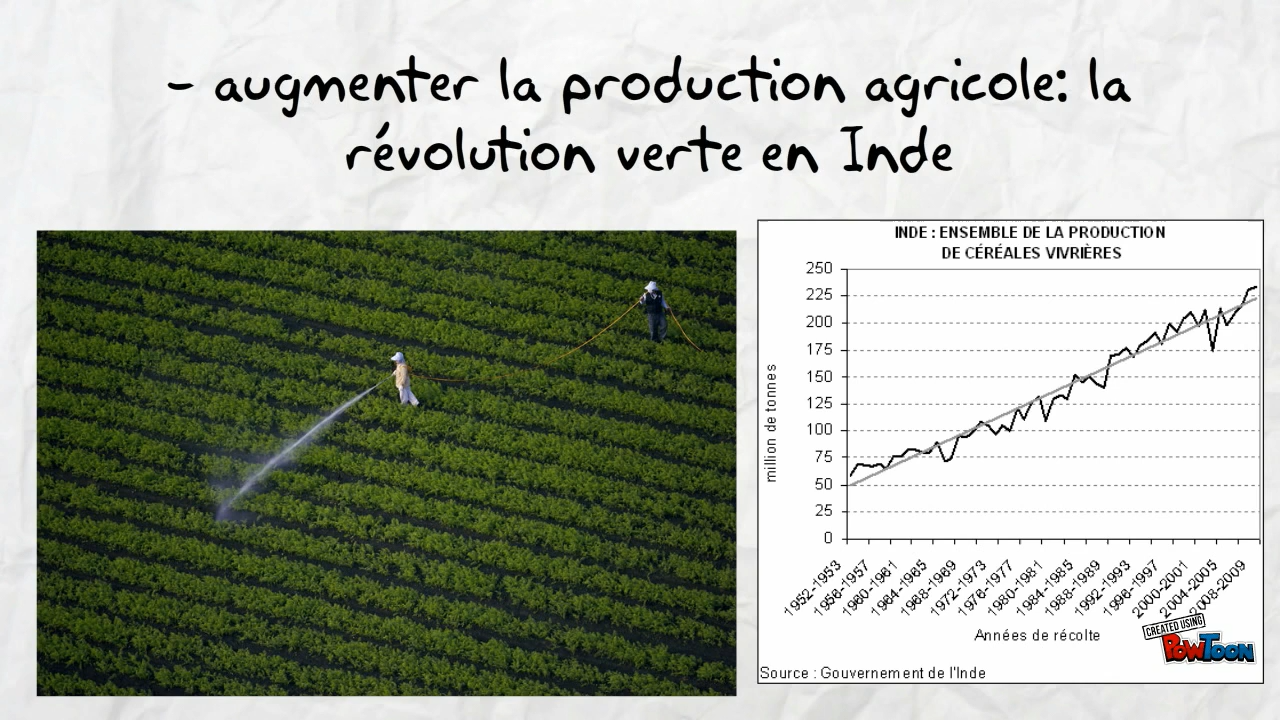 - augmenter la production agricole: la
révolution verte en Inde
INDE : ENSEMBLE DE LA PRODUCTION
DE CÉRÉALES VIVRIÈRES
250
225
200
175
150
125
100
75
50
25
0
million de tonnes
1952-1953
1956-1957
1960-1961
1964-1965
1968-1969
1972-1973
1976-1977
1980-1981
1984-1985
1988-1989
1992-1993
1996-1997
2000-2001
2004-2005
2008-2009
Années de récolte
CREATED USING
POWTOON
Source : Gouvernement de l'Inde